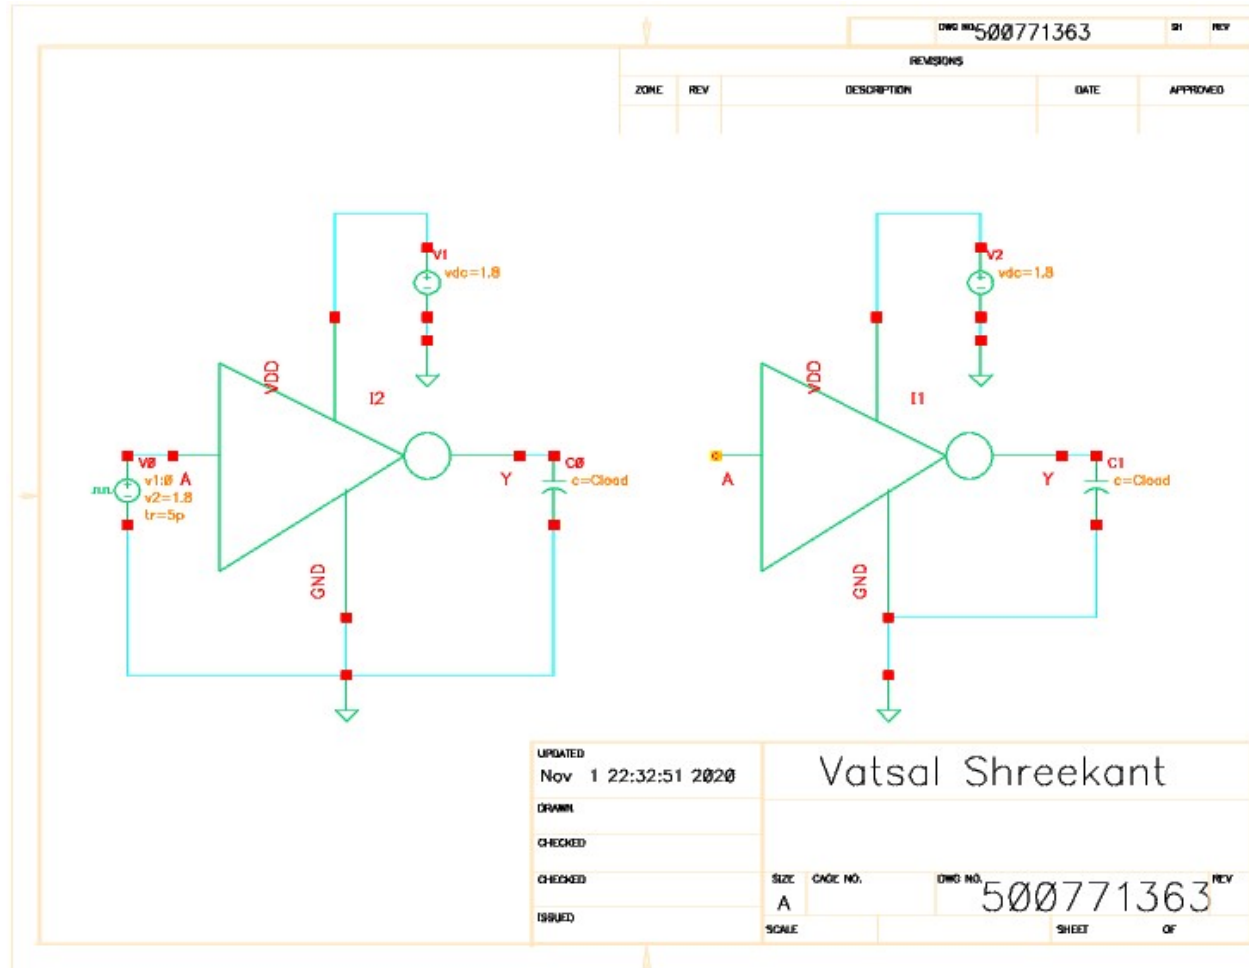 DWG NO. 500771363 SH REV
REVISIONS
ZONE REV DESCRIPTION DATE APPROVED
V1
vdc=1.8
V2
vdc=1.8
VDD
I2
VDD
I1
V0
v1:0
v2=1.8
tr=5p
A
Y
C0
c=Cload
A
Y
C1
c=Cload
GND
GND
UPDATED
Nov 1 22:32:51 2020
DRAWN
CHECKED
CHECKED
ISSUED
Vatsal Shreekant
SIZE
A
CAGE NO.
DWG NO. 500771363
REV
SCALE
SHEET OF